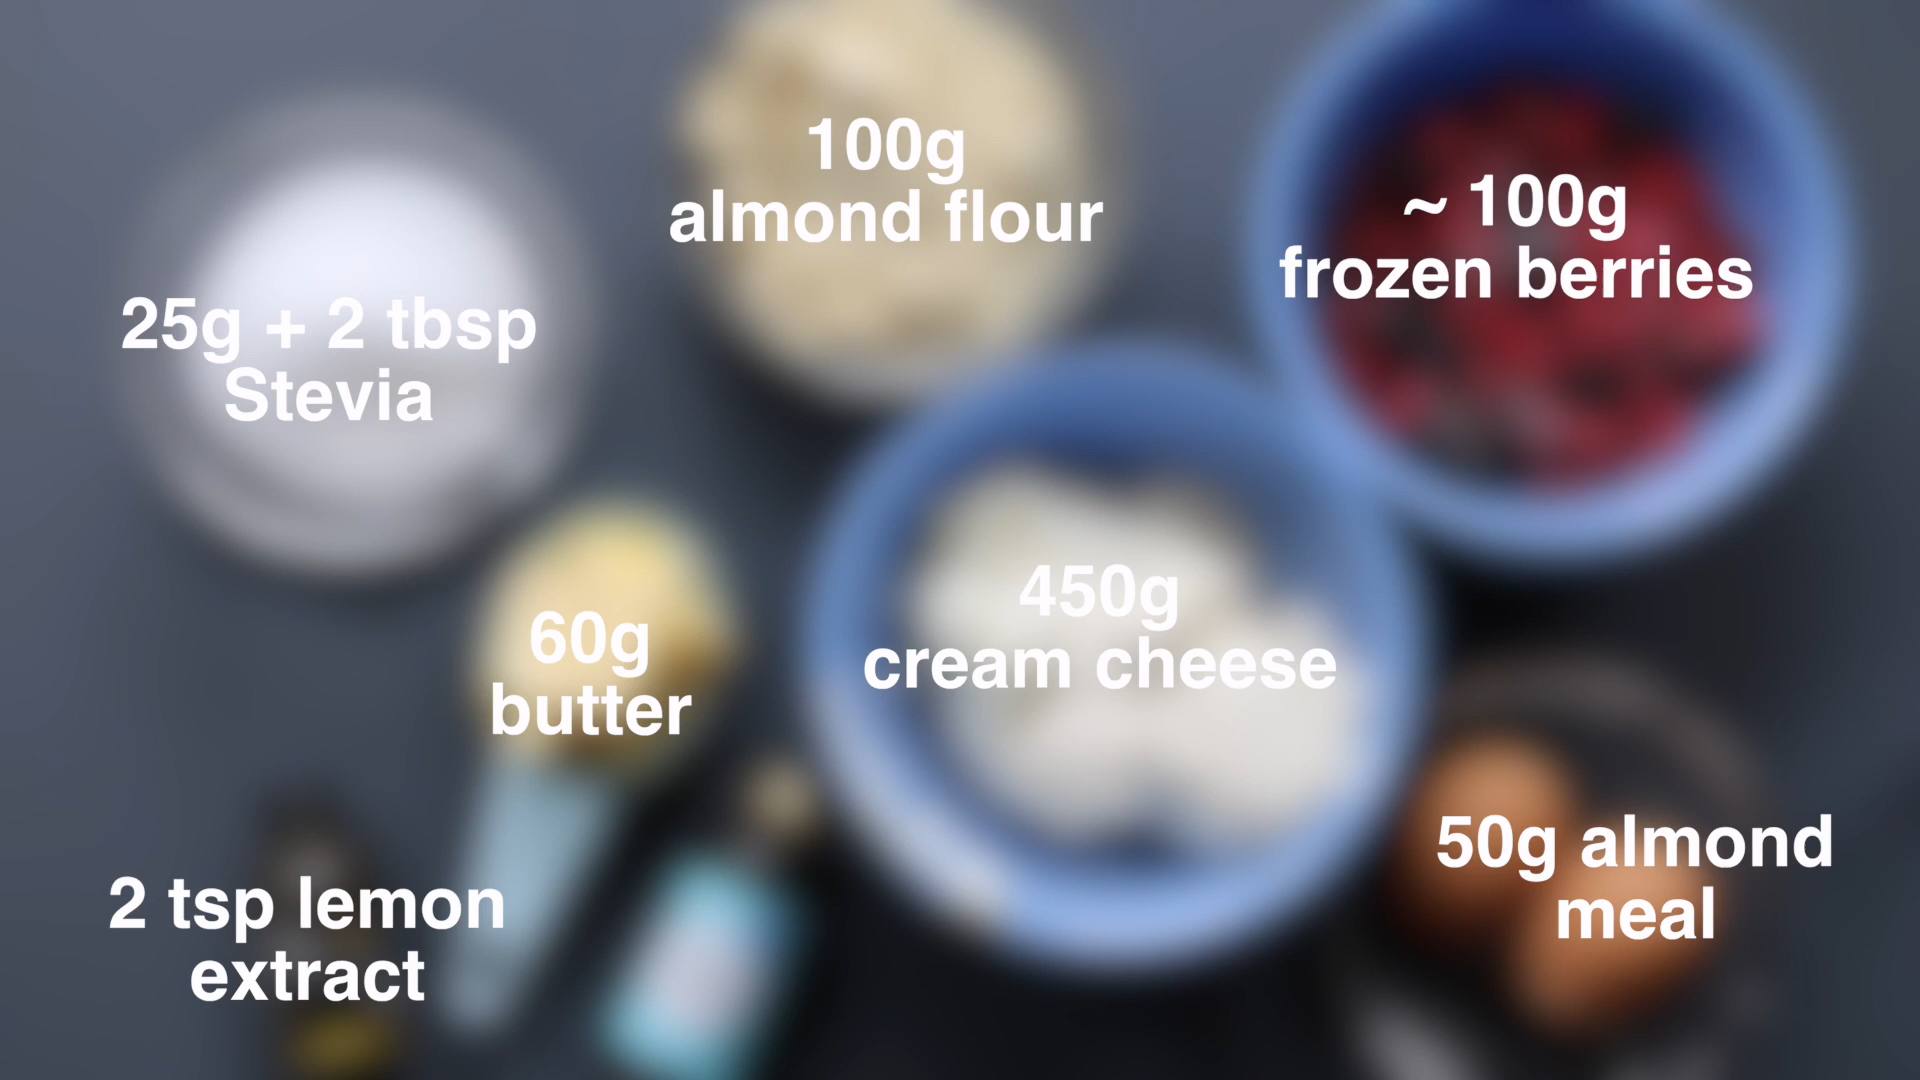 100g
almond flour
~ 100g
frozen berries
25g + 2 tbsp
Stevia
450g
cream cheese
60g
butter
50g almond
meal
2 tsp lemon
extract